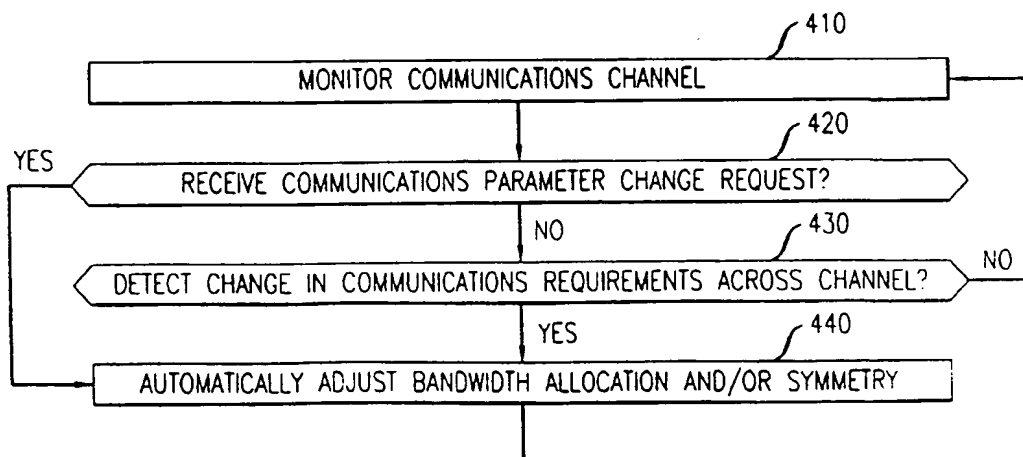 410
MONITOR COMMUNICATIONS CHANNEL
420
YES
RECEIVE COMMUNICATIONS PARAMETER CHANGE REQUEST?
NO
430
DETECT CHANGE IN COMMUNICATIONS REQUIREMENTS ACROSS CHANNEL?
NO
YES
440
AUTOMATICALLY ADJUST BANDWIDTH ALLOCATION AND/OR SYMMETRY